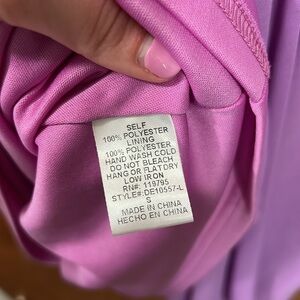 SELF
100% POLYESTER
LINING
100% POLYESTER
HAND WASH COLD
DO NOT BLEACH
HANG OR FLAT DRY
LOW IRON
RN#: 119795
STYLE#:DE10557-L
S
MADE IN CHINA
HECHO EN CHINA